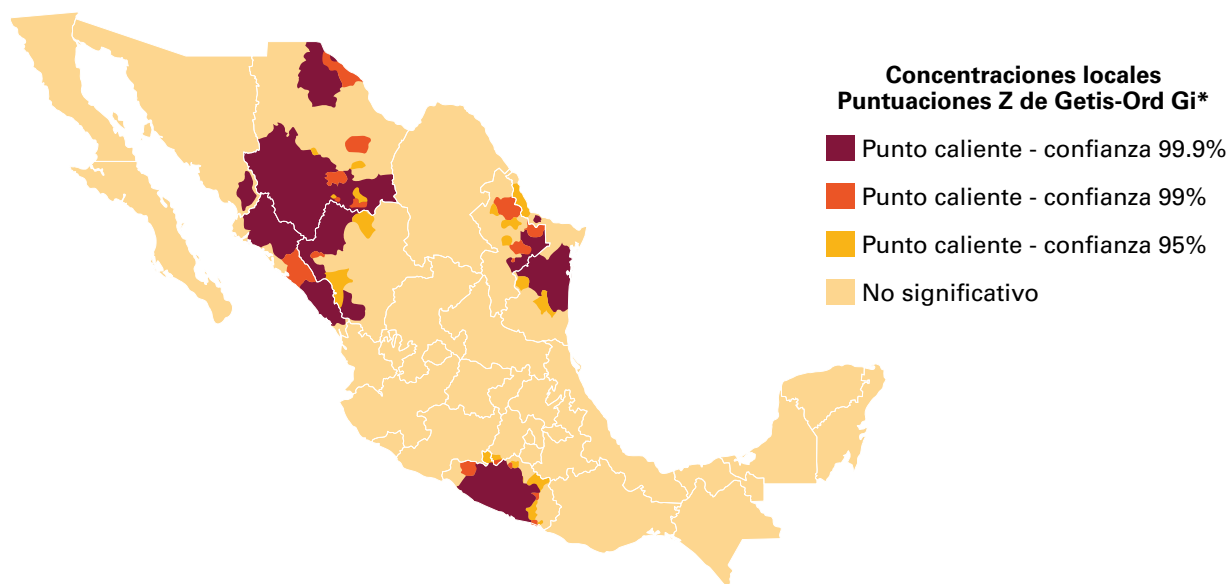 Concentraciones locales
Puntuaciones Z de Getis-Ord Gi*
Punto caliente - confianza 99.9%
Punto caliente - confianza 99%
Punto caliente - confianza 95%
No significativo